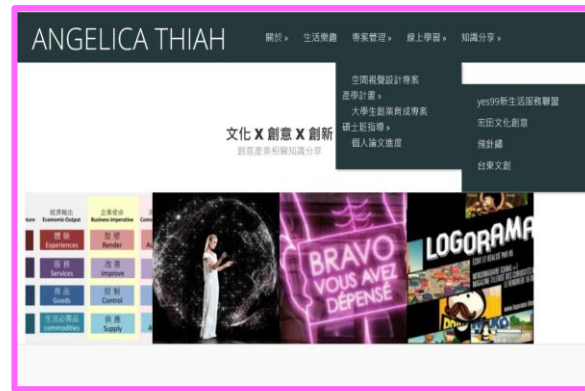 ANGELICA THIAH
關於 » 生活樂趣 專案管理 » 線上學習 » 知識分享 »
空間視覺設計專案
產學計畫 »
大學生創業育成專案
碩士班指導 »
個人論文進度
yes99新生活服務聯盟
宏田文化創意
飛針繡
台東文創
文化 X 創意 X 創新
創意產業相關知識分享
經濟輸出
Economic Output
體驗
Experiences
服務
Services
商品
Goods
生活必需品
commodities
企業使命
Business Imperative
Render
改善
Improve
控制
Control
供應
Supply
BRAVO
VOUS AVEZ
DÉPENSÉ
LOGORAMA